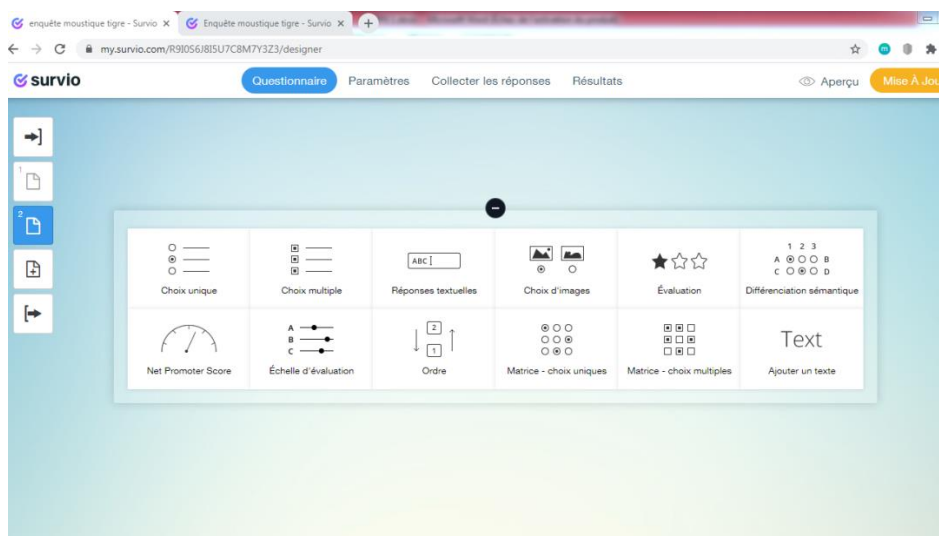 enquête moustique tigre - Survio
Enquête moustique tigre - Survio
my.survio.com/R9I0S6J8I5U7C8M7Y3Z3/designer
survio
Questionnaire Paramètres Collecter les réponses Résultats
Aperçu
Mise À Jou
1
2
ABC
1 2 3
A B
C D
Choix unique
Choix multiple
Réponses textuelles
Choix d'images
Évaluation
Différenciation sémantique
A
B
C
2
1
Text
Net Promoter Score
Échelle d'évaluation
Ordre
Matrice - choix uniques
Matrice - choix multiples
Ajouter un texte